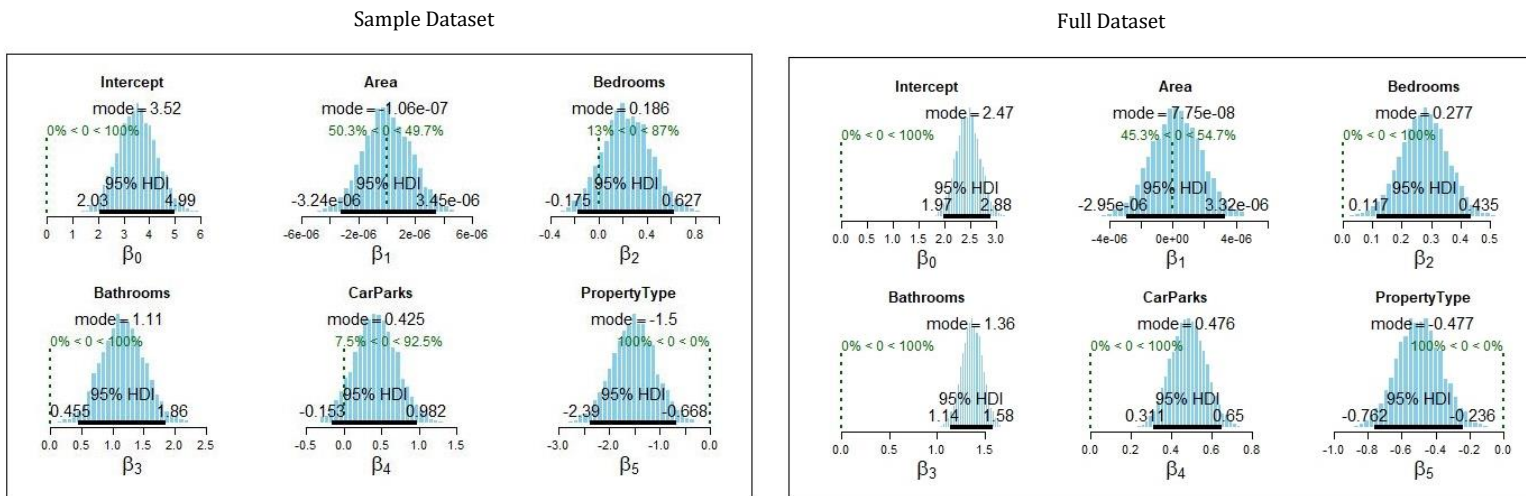 Sample Dataset
Full Dataset
Intercept
mode = 3.52
0% < 0 < 100%
95% HDI
2.03 4.99
0 1 2 3 4 5 6
β0
Area
mode = -1.06e-07
50.3% < 0 < 49.7%
95% HDI
-3.24e-06 3.45e-06
-6e-06 -2e-06 2e-06 6e-06
β1
Bedrooms
mode = 0.186
13% < 0 < 87%
95% HDI
-0.175 0.627
-0.4 0.0 0.4 0.8
β2
Bathrooms
mode = 1.11
0% < 0 < 100%
95% HDI
0.455 1.86
0.0 0.5 1.0 1.5 2.0 2.5
β3
CarParks
mode = 0.425
7.5% < 0 < 92.5%
95% HDI
-0.153 0.982
-0.5 0.0 0.5 1.0 1.5
β4
PropertyType
mode = -1.5
100% < 0 < 0%
95% HDI
-2.39 -0.668
-3.0 -2.0 -1.0 0.0
β5
Intercept
mode = 2.47
0% < 0 < 100%
95% HDI
1.97 2.88
0.0 0.5 1.0 1.5 2.0 2.5 3.0
β0
Area
mode = 7.75e-08
45.3% < 0 < 54.7%
95% HDI
-2.95e-06 3.32e-06
-4e-06 0e+00 4e-06
β1
Bedrooms
mode = 0.277
0% < 0 < 100%
95% HDI
0.117 0.435
0.0 0.1 0.2 0.3 0.4 0.5
β2
Bathrooms
mode = 1.36
0% < 0 < 100%
95% HDI
1.14 1.58
0.0 0.5 1.0 1.5
β3
CarParks
mode = 0.476
0% < 0 < 100%
95% HDI
0.311 0.65
0.0 0.2 0.4 0.6 0.8
β4
PropertyType
mode = -0.477
100% < 0 < 0%
95% HDI
-0.762 -0.236
-1.0 -0.8 -0.6 -0.4 -0.2 0.0
β5